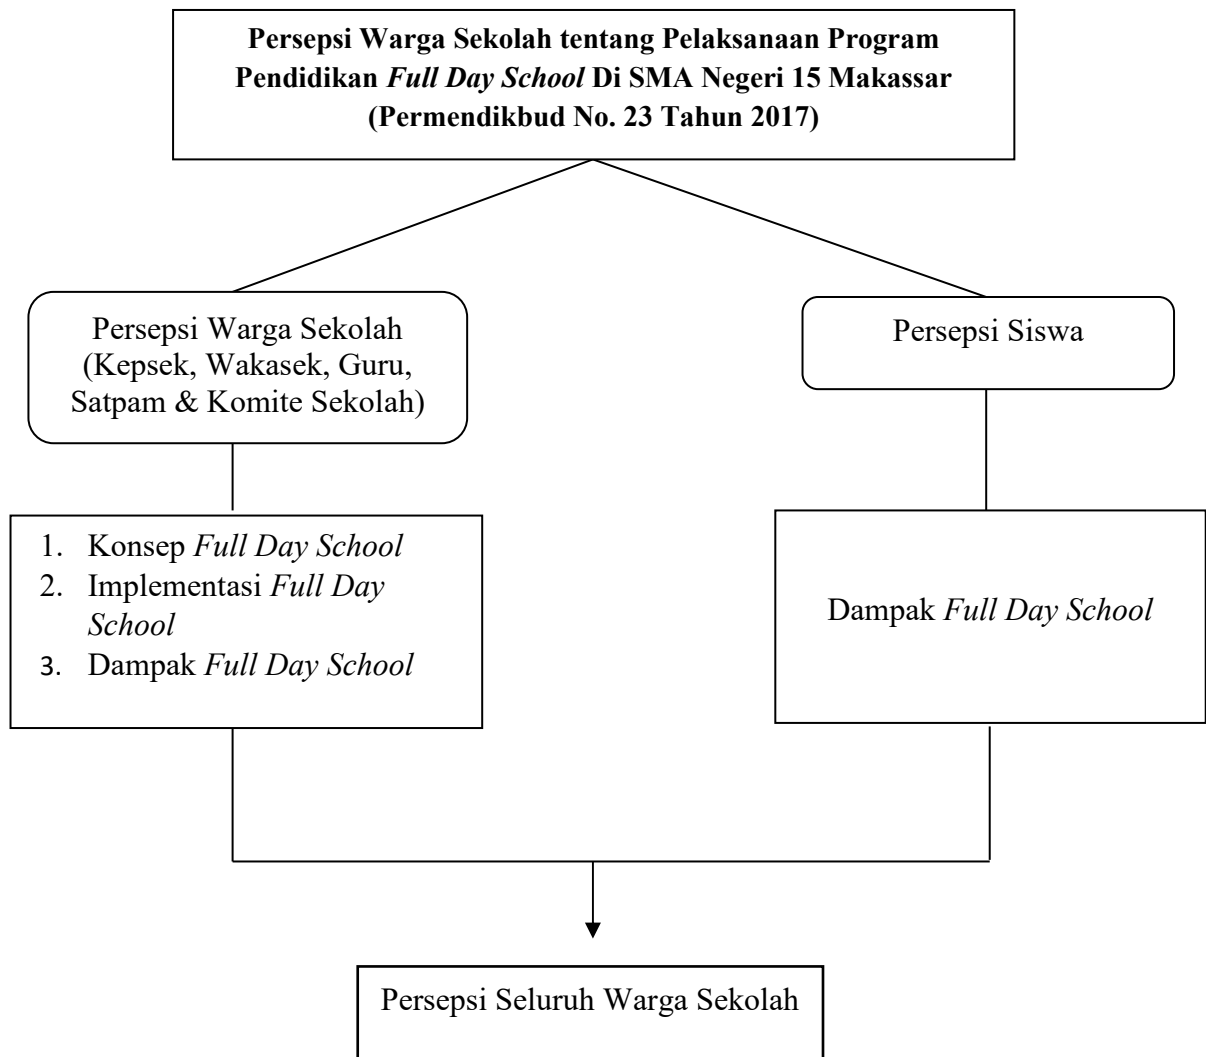 Persepsi Warga Sekolah tentang Pelaksanaan Program
Pendidikan Full Day School Di SMA Negeri 15 Makassar
(Permendikbud No. 23 Tahun 2017)
Persepsi Warga Sekolah
(Kepsek, Wakasek, Guru,
Satpam & Komite Sekolah)
Persepsi Siswa
1. Konsep Full Day School
2. Implementasi Full Day
School
3. Dampak Full Day School
Dampak Full Day School
Persepsi Seluruh Warga Sekolah